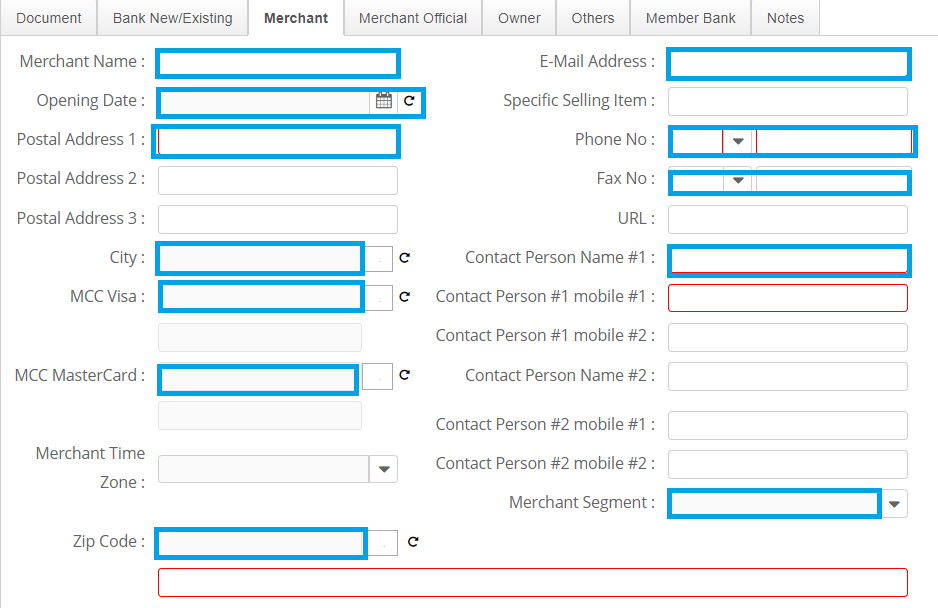 Document Bank New/Existing Merchant Merchant Official Owner Others Member Bank Notes
Merchant Name :
Opening Date :
Postal Address 1 :
Postal Address 2 :
Postal Address 3 :
City :
MCC Visa :
MCC MasterCard :
Merchant Time
Zone :
Zip Code :
E-Mail Address :
Specific Selling Item :
Phone No :
Fax No :
URL :
Contact Person Name #1 :
Contact Person #1 mobile #1 :
Contact Person #1 mobile #2 :
Contact Person Name #2 :
Contact Person #2 mobile #1 :
Contact Person #2 mobile #2 :
Merchant Segment :